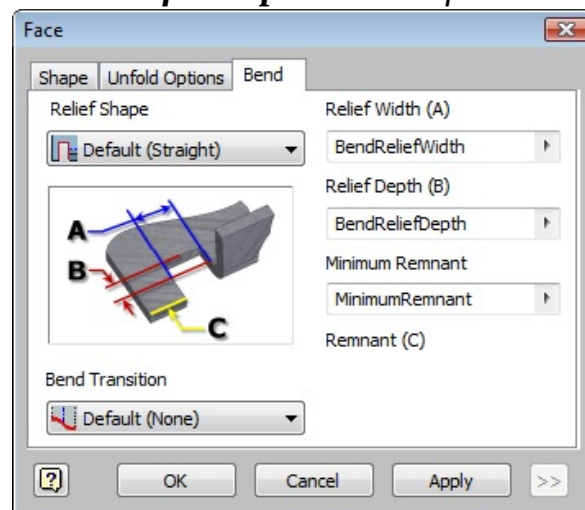 Face
Shape
Unfold Options
Bend
Relief Shape
Default (Straight)
A
B
C
Bend Transition
Default (None)
Relief Width (A)
BendReliefWidth
Relief Depth (B)
BendReliefDepth
Minimum Remnant
MinimumRemnant
Remnant (C)
?
OK
Cancel
Apply
>>